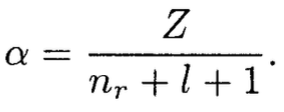 α = Z / (n_r + l + 1).